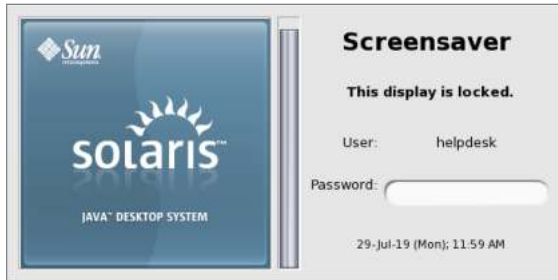 Sun
microsystems
solaris™
JAVA™ DESKTOP SYSTEM
Screensaver
This display is locked.
User: helpdesk
Password:
29-Jul-19 (Mon); 11:59 AM